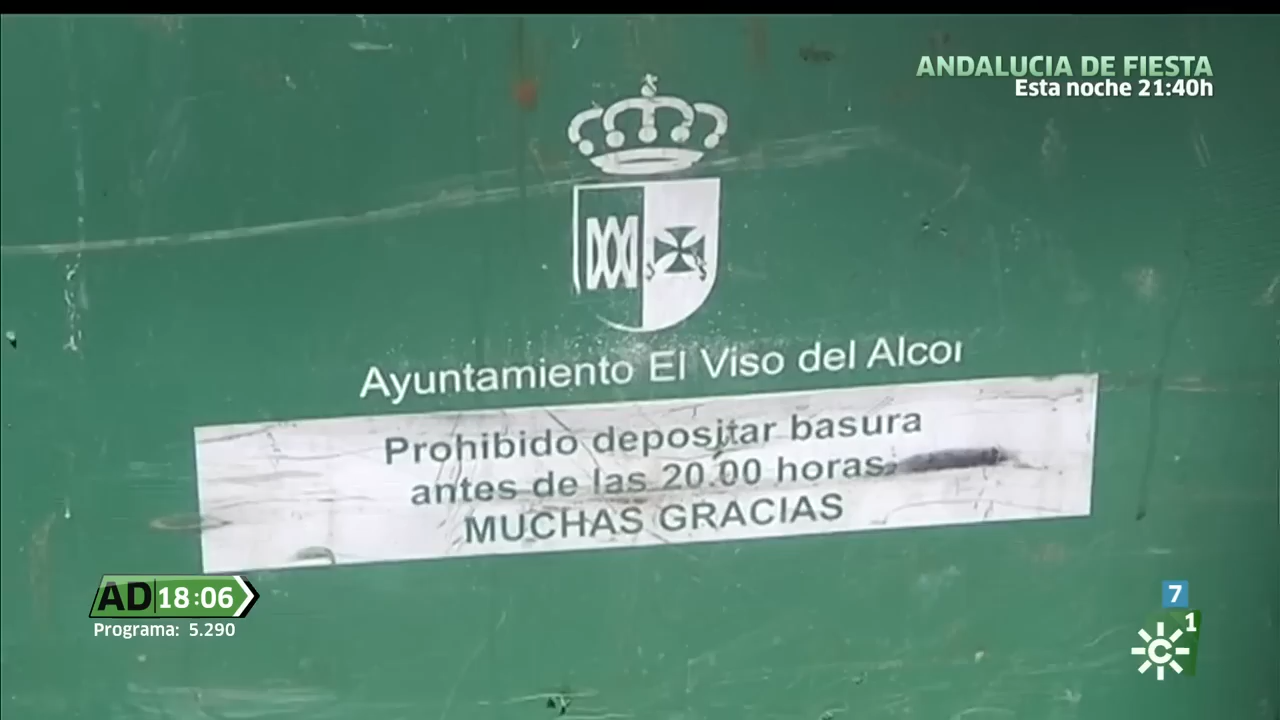 ANDALUCIA DE FIESTA
Esta noche 21:40h
Ayuntamiento El Viso del Alcor
Prohibido depositar basura
antes de las 20.00 horas.
MUCHAS GRACIAS
AD 18:06
Programa: 5.290
7
1